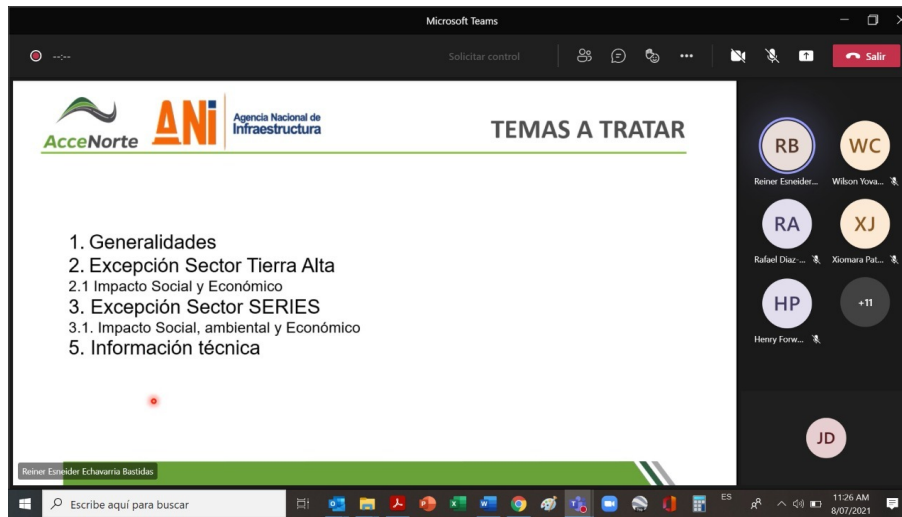 Microsoft Teams
--:--
Solicitar control
Salir
AcceNorte
ANi
Agencia Nacional de
Infraestructura
TEMAS A TRATAR
1. Generalidades
2. Excepción Sector Tierra Alta
2.1 Impacto Social y Económico
3. Excepción Sector SERIES
3.1. Impacto Social, ambiental y Económico
5. Información técnica
Reiner Esneider Echavarria Bastidas
RB
WC
Reiner Esneider...
Wilson Yova...
RA
XJ
Rafael Diaz-...
Xiomara Pat...
HP
+11
Henry Forw...
JD
Escribe aquí para buscar
ES
11:26 AM
8/07/2021